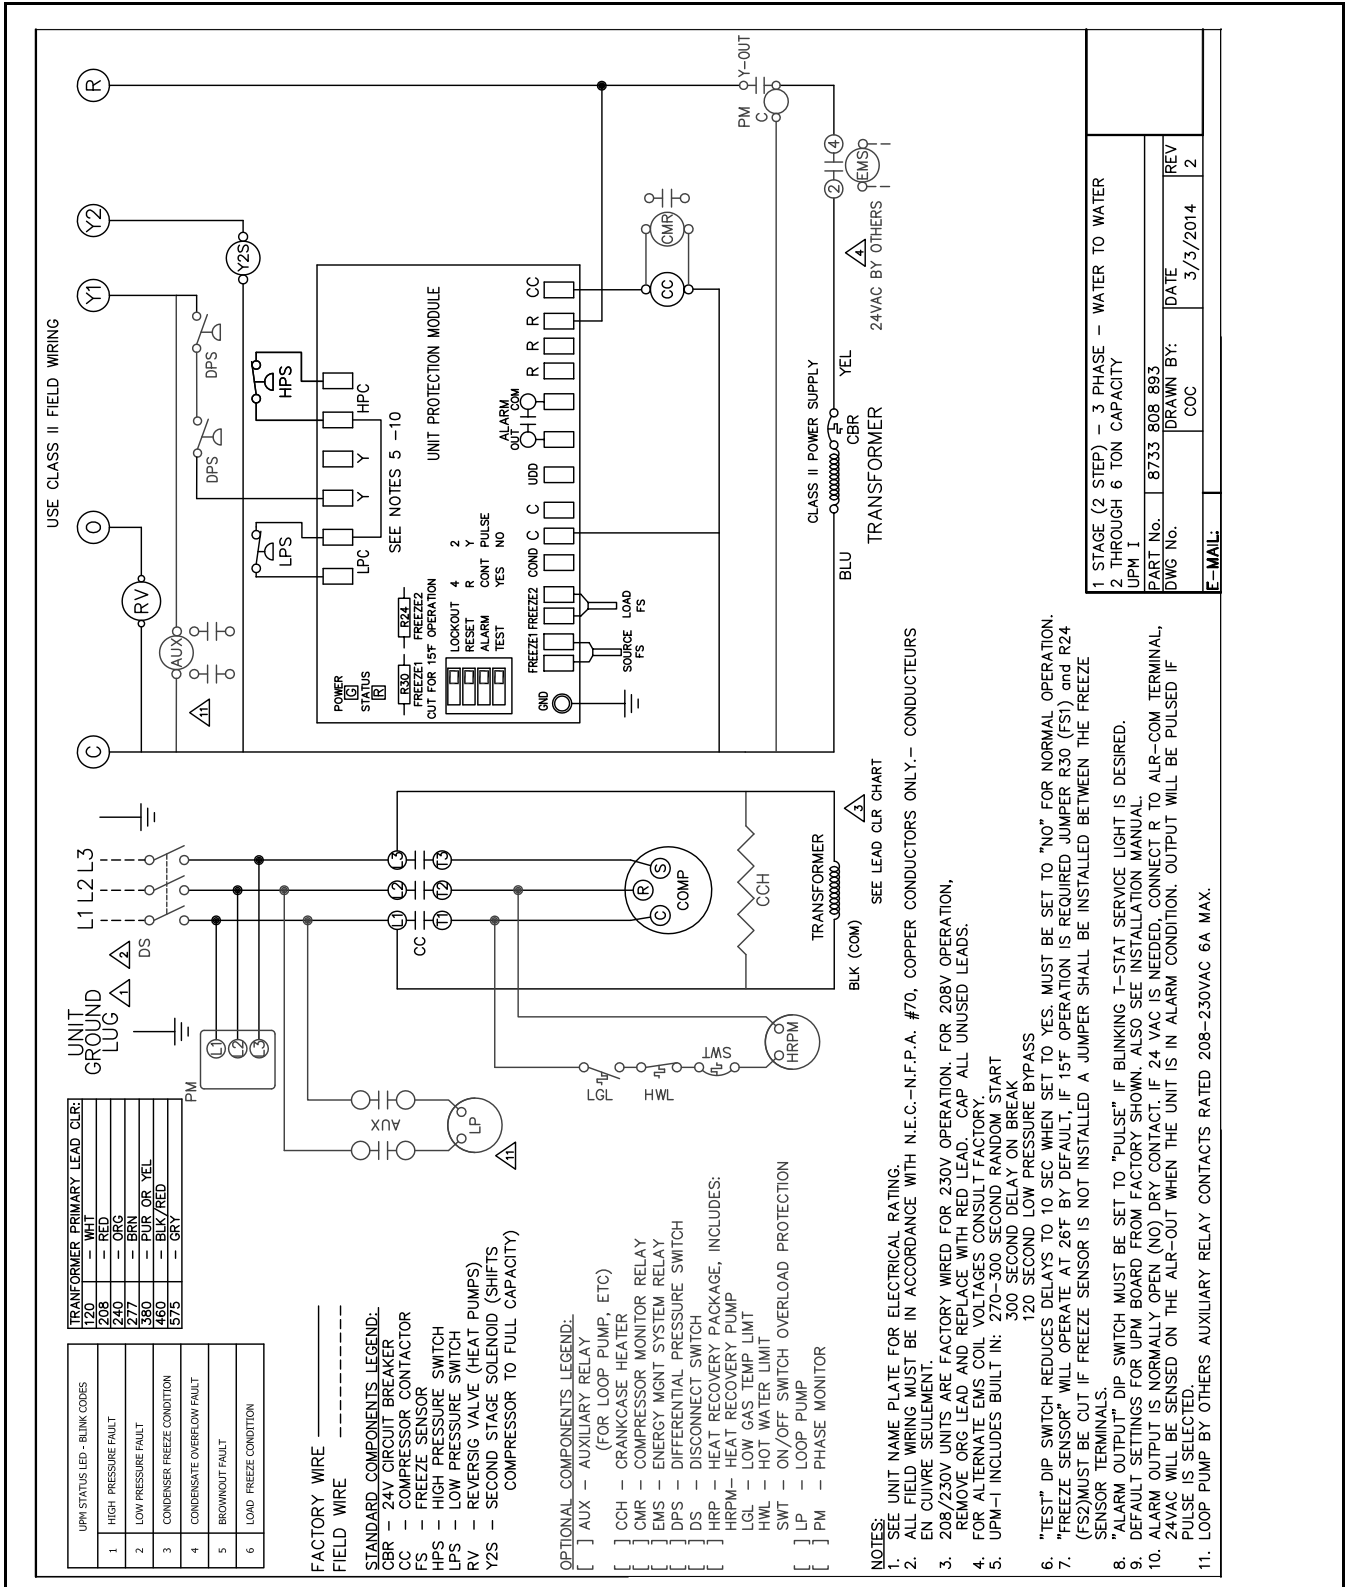 USE CLASS II FIELD WIRING
R
Y2
Y1
O
C
Y2S
RV
AUX
11
DPS
DPS
HPS
LPS
HPC
Y
Y
LPC
SEE NOTES 5 -10
UNIT PROTECTION MODULE
POWER
G
STATUS
R
R30
FREEZE1
R24
FREEZE2
CUT FOR 15°F OPERATION
LOCKOUT 4 2
RESET R Y
ALARM CONT PULSE
TEST YES NO
CC
R
R
R
COM
ALARM
OUT
UDD
C
C
COND
FREEZE2
FREEZE1
GND
LOAD
FS
SOURCE
FS
CMR
CC
Y-OUT
PM
C
4
2
EMS
4
24VAC BY OTHERS
CLASS II POWER SUPPLY
YEL
CBR
TRANSFORMER
BLU
UNIT
GROUND
LUG
1
2
L1 L2 L3
DS
PM
L1
L2
L3
L3
L2
L1
CC
T3
T2
T1
S
R
C
COMP
CCH
TRANSFORMER
BLK (COM)
3
SEE LEAD CLR CHART
LGL
HWL
SWT
HRPM
AUX
LP
11
UPM STATUS LED - BLINK CODES
1 HIGH PRESSURE FAULT
2 LOW PRESSURE FAULT
3 CONDENSER FREEZE CONDITION
4 CONDENSATE OVERFLOW FAULT
5 BROWNOUT FAULT
6 LOAD FREEZE CONDITION
TRANFORMER PRIMARY LEAD CLR:
120 - WHT
208 - RED
240 - ORG
277 - BRN
380 - PUR OR YEL
460 - BLK/RED
575 - GRY
FACTORY WIRE
FIELD WIRE
STANDARD COMPONENTS LEGEND:
CBR - 24V CIRCUIT BREAKER
CC - COMPRESSOR CONTACTOR
FS - FREEZE SENSOR
HPS - HIGH PRESSURE SWITCH
LPS - LOW PRESSURE SWITCH
RV - REVERSIG VALVE (HEAT PUMPS)
Y2S - SECOND STAGE SOLENOID (SHIFTS
COMPRESSOR TO FULL CAPACITY)
OPTIONAL COMPONENTS LEGEND:
[ ] AUX - AUXILIARY RELAY
(FOR LOOP PUMP, ETC)
[ ] CCH - CRANKCASE HEATER
[ ] CMR - COMPRESSOR MONITOR RELAY
[ ] EMS - ENERGY MGNT SYSTEM RELAY
[ ] DPS - DIFFERENTIAL PRESSURE SWITCH
[ ] DS - DISCONNECT SWITCH
[ ] HRP - HEAT RECOVERY PACKAGE, INCLUDES:
HRPM- HEAT RECOVERY PUMP
LGL - LOW GAS TEMP LIMT
HWL - HOT WATER LIMIT
SWT - ON/OFF SWITCH OVERLOAD PROTECTION
[ ] LP - LOOP PUMP
[ ] PM - PHASE MONITOR
NOTES:
1. SEE UNIT NAME PLATE FOR ELECTRICAL RATING.
2. ALL FIELD WIRING MUST BE IN ACCORDANCE WITH N.E.C.-N.F.P.A. #70, COPPER CONDUCTORS ONLY.- CONDUCTEURS
EN CUIVRE SEULEMENT.
3. 208/230V UNITS ARE FACTORY WIRED FOR 230V OPERATION. FOR 208V OPERATION,
REMOVE ORG LEAD AND REPLACE WITH RED LEAD. CAP ALL UNUSED LEADS.
4. FOR ALTERNATE EMS COIL VOLTAGES CONSULT FACTORY.
5. UPM-I INCLUDES BUILT IN: 270-300 SECOND RANDOM START
300 SECOND DELAY ON BREAK
120 SECOND LOW PRESSURE BYPASS
6. "TEST" DIP SWITCH REDUCES DELAYS TO 10 SEC WHEN SET TO YES. MUST BE SET TO "NO" FOR NORMAL OPERATION.
7. "FREEZE SENSOR" WILL OPERATE AT 26°F BY DEFAULT, IF 15°F OPERATION IS REQUIRED JUMPER R30 (FS1) and R24
(FS2)MUST BE CUT IF FREEZE SENSOR IS NOT INSTALLED A JUMPER SHALL BE INSTALLED BETWEEN THE FREEZE
SENSOR TERMINALS.
8. "ALARM OUTPUT" DIP SWITCH MUST BE SET TO "PULSE" IF BLINKING T-STAT SERVICE LIGHT IS DESIRED.
9. DEFAULT SETTINGS FOR UPM BOARD FROM FACTORY SHOWN. ALSO SEE INSTALLATION MANUAL.
10. ALARM OUTPUT IS NORMALLY OPEN (NO) DRY CONTACT. IF 24 VAC IS NEEDED, CONNECT R TO ALR-COM TERMINAL,
24VAC WILL BE SENSED ON THE ALR-OUT WHEN THE UNIT IS IN ALARM CONDITION. OUTPUT WILL BE PULSED IF
PULSE IS SELECTED.
11. LOOP PUMP BY OTHERS AUXILIARY RELAY CONTACTS RATED 208-230VAC 6A MAX.
1 STAGE (2 STEP) - 3 PHASE - WATER TO WATER
2 THROUGH 6 TON CAPACITY
UPM I
PART No. 8733 808 893
DWG No.
DRAWN BY:
COC
DATE
3/3/2014
REV
2
E-MAIL: